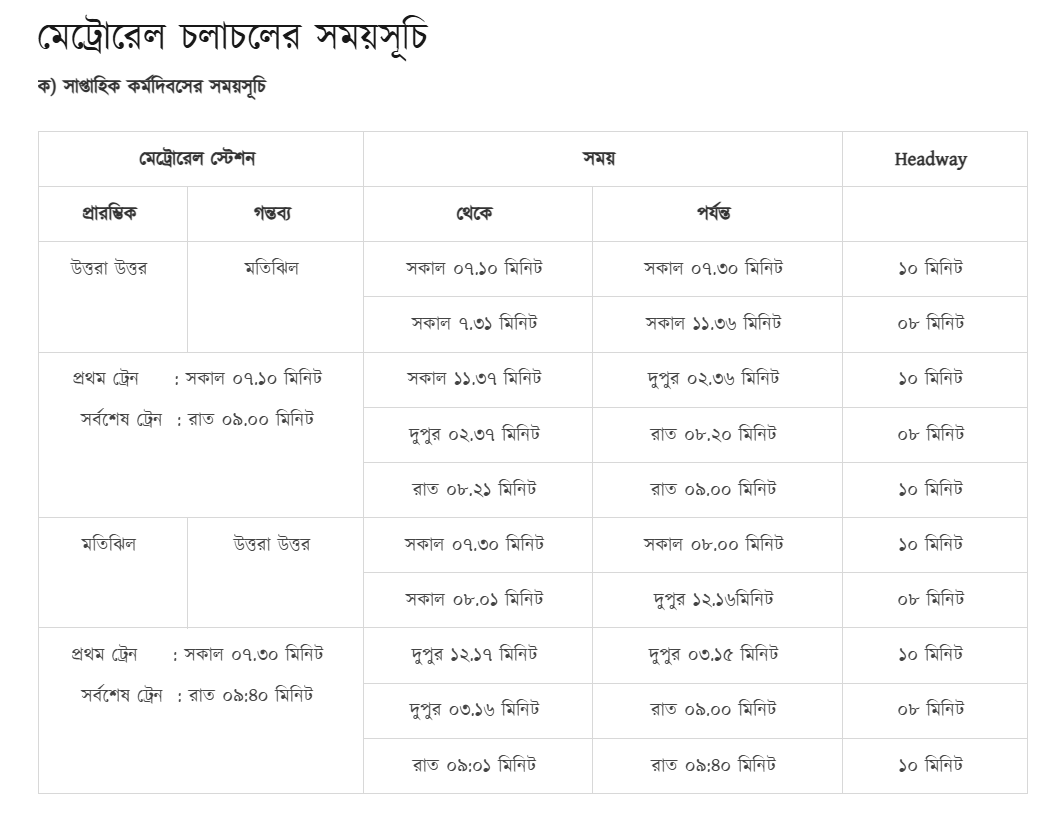 মেট্রোরেল চলাচলের সময়সূচি
ক) সাপ্তাহিক কর্মদিবসের সময়সূচি
মেট্রোরেল স্টেশন সময় Headway
প্রারম্ভিক গন্তব্য থেকে পর্যন্ত
উত্তরা উত্তর মতিঝিল সকাল ০৭.১০ মিনিট সকাল ০৭.৩০ মিনিট ১০ মিনিট
সকাল ৭.৩১ মিনিট সকাল ১১.৩৬ মিনিট ০৮ মিনিট
প্রথম ট্রেন : সকাল ০৭.১০ মিনিট সকাল ১১.৩৭ মিনিট দুপুর ০২.৩৬ মিনিট ১০ মিনিট
সর্বশেষ ট্রেন : রাত ০৯.০০ মিনিট
দুপুর ০২.৩৭ মিনিট রাত ০৮.২০ মিনিট ০৮ মিনিট
রাত ০৮.২১ মিনিট রাত ০৯.০০ মিনিট ১০ মিনিট
মতিঝিল উত্তরা উত্তর সকাল ০৭.৩০ মিনিট সকাল ০৮.০০ মিনিট ১০ মিনিট
সকাল ০৮.০১ মিনিট দুপুর ১২.১৬মিনিট ০৮ মিনিট
প্রথম ট্রেন : সকাল ০৭.৩০ মিনিট দুপুর ১২.১৭ মিনিট দুপুর ০৩.১৫ মিনিট ১০ মিনিট
সর্বশেষ ট্রেন : রাত ০৯:৪০ মিনিট
দুপুর ০৩.১৬ মিনিট রাত ০৯.০০ মিনিট ০৮ মিনিট
রাত ০৯:০১ মিনিট রাত ০৯:৪০ মিনিট ১০ মিনিট